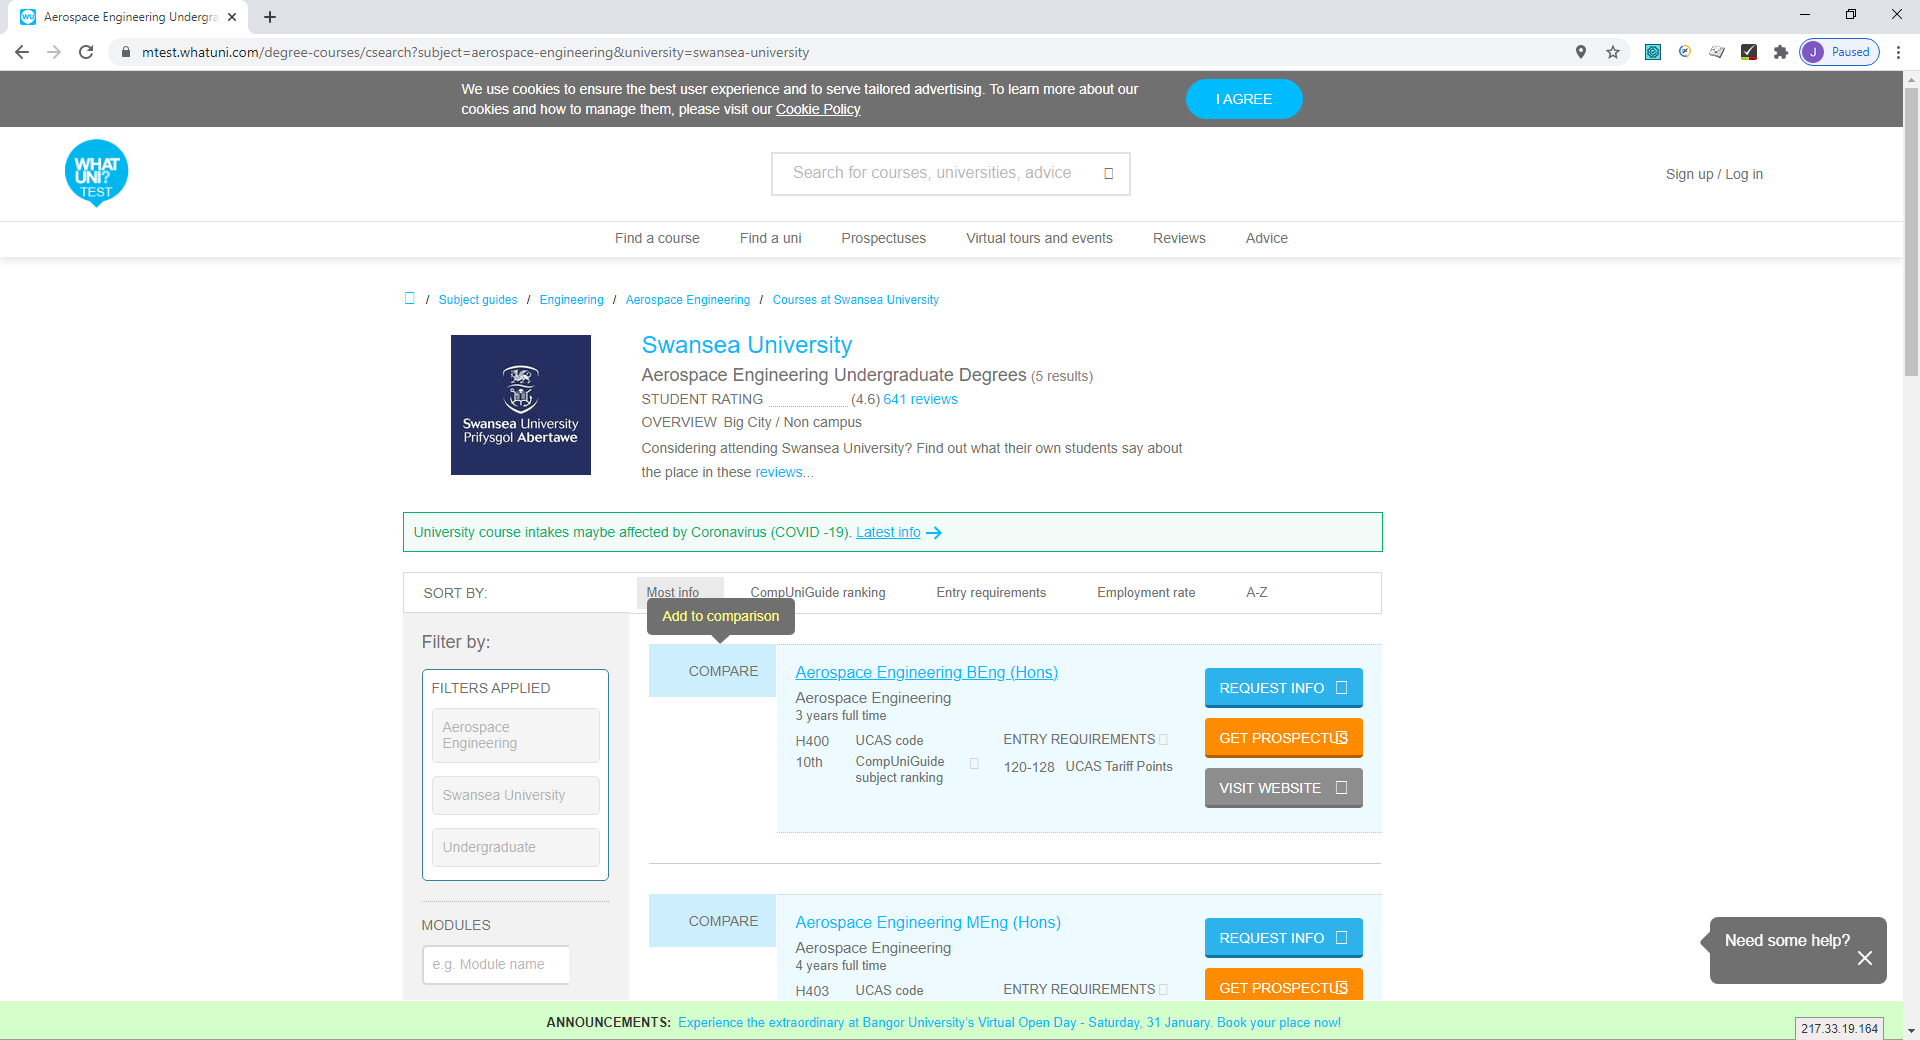 Aerospace Engineering Undergra
mtest.whatuni.com/degree-courses/csearch?subject=aerospace-engineering&university=swansea-university
J Paused
We use cookies to ensure the best user experience and to serve tailored advertising. To learn more about our
cookies and how to manage them, please visit our Cookie Policy
I AGREE
WHAT
UNI?
TEST
Search for courses, universities, advice
Sign up / Log in
Find a course Find a uni Prospectuses Virtual tours and events Reviews Advice
/ Subject guides / Engineering / Aerospace Engineering / Courses at Swansea University
Swansea University
Prifysgol Abertawe
Swansea University
Aerospace Engineering Undergraduate Degrees (5 results)
STUDENT RATING (4.6) 641 reviews
OVERVIEW Big City / Non campus
Considering attending Swansea University? Find out what their own students say about
the place in these reviews...
University course intakes maybe affected by Coronavirus (COVID -19). Latest info →
SORT BY: Most info CompUniGuide ranking Entry requirements Employment rate A-Z
Add to comparison
Filter by:
FILTERS APPLIED
Aerospace
Engineering
Swansea University
Undergraduate
MODULES
e.g. Module name
COMPARE
Aerospace Engineering BEng (Hons)
Aerospace Engineering
3 years full time
H400 UCAS code
10th CompUniGuide
subject ranking
ENTRY REQUIREMENTS
120-128 UCAS Tariff Points
REQUEST INFO
GET PROSPECTUS
VISIT WEBSITE
COMPARE
Aerospace Engineering MEng (Hons)
Aerospace Engineering
4 years full time
H403 UCAS code
ENTRY REQUIREMENTS
REQUEST INFO
GET PROSPECTUS
Need some help?
ANNOUNCEMENTS: Experience the extraordinary at Bangor University's Virtual Open Day - Saturday, 31 January. Book your place now!
217.33.19.164